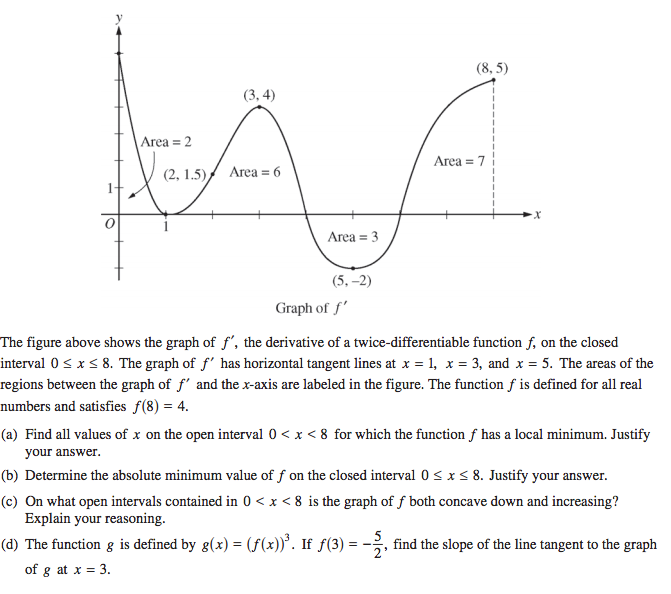 y
(8, 5)
(3, 4)
Area = 2
(2, 1.5)
Area = 6
Area = 7
1
O
1
x
Area = 3
(5, –2)
Graph of f′
The figure above shows the graph of f′, the derivative of a twice-differentiable function f, on the closed
interval 0 ≤ x ≤ 8. The graph of f′ has horizontal tangent lines at x = 1, x = 3, and x = 5. The areas of the
regions between the graph of f′ and the x-axis are labeled in the figure. The function f is defined for all real
numbers and satisfies f(8) = 4.
(a) Find all values of x on the open interval 0 < x < 8 for which the function f has a local minimum. Justify
your answer.
(b) Determine the absolute minimum value of f on the closed interval 0 ≤ x ≤ 8. Justify your answer.
(c) On what open intervals contained in 0 < x < 8 is the graph of f both concave down and increasing?
Explain your reasoning.
(d) The function g is defined by g(x) = (f(x))³. If f(3) = −5/2, find the slope of the line tangent to the graph
of g at x = 3.